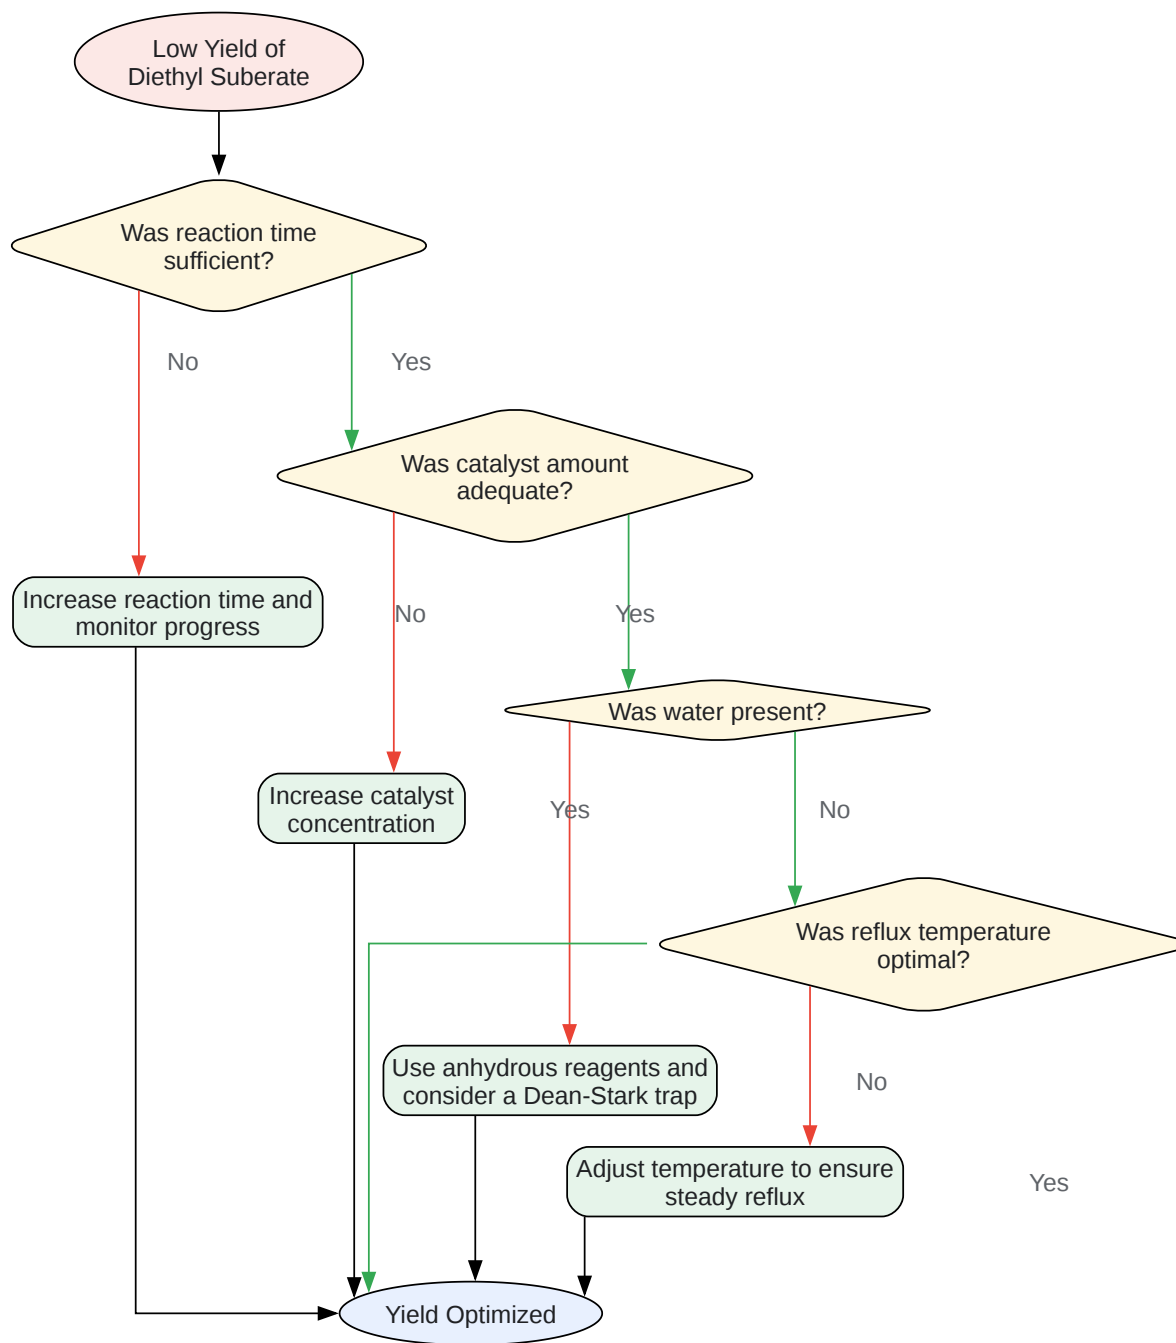 Low Yield of
Diethyl Suberate
Was reaction time
sufficient?
No
Yes
Was catalyst amount
adequate?
Increase reaction time and
monitor progress
No
Yes
Was water present?
Increase catalyst
concentration
Yes
No
Was reflux temperature
optimal?
Use anhydrous reagents and
consider a Dean-Stark trap
No
Adjust temperature to ensure
steady reflux
Yes
Yield Optimized